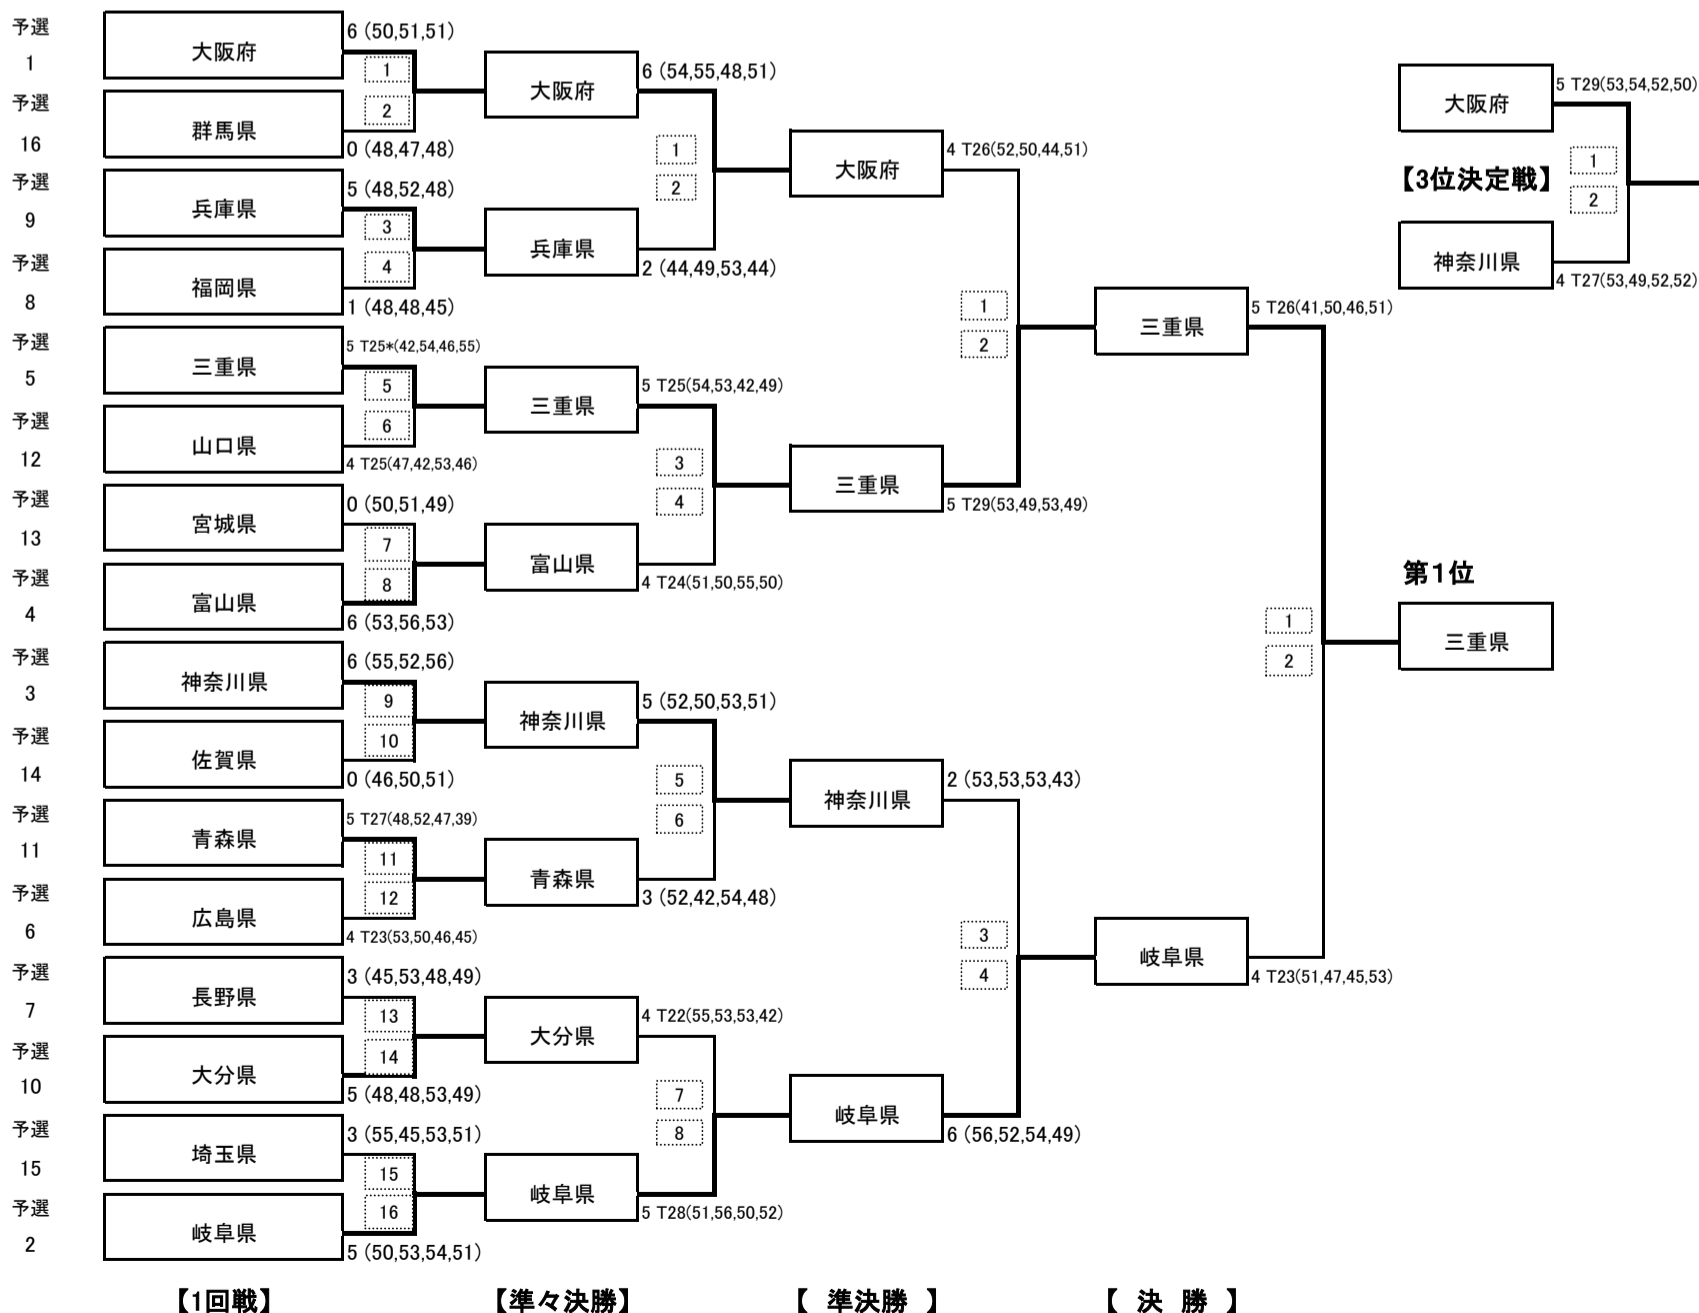 予選
1
大阪府
6 (50,51,51)
1
2
予選
16
群馬県
0 (48,47,48)
予選
9
兵庫県
5 (48,52,48)
3
4
予選
8
福岡県
1 (48,48,45)
予選
5
三重県
5 T25*(42,54,46,55)
5
6
予選
12
山口県
4 T25(47,42,53,46)
予選
13
宮城県
0 (50,51,49)
7
8
予選
4
富山県
6 (53,56,53)
予選
3
神奈川県
6 (55,52,56)
9
10
予選
14
佐賀県
0 (46,50,51)
予選
11
青森県
5 T27(48,52,47,39)
11
12
予選
6
広島県
4 T23(53,50,46,45)
予選
7
長野県
3 (45,53,48,49)
13
14
予選
10
大分県
5 (48,48,53,49)
予選
15
埼玉県
3 (55,45,53,51)
15
16
予選
2
岐阜県
5 (50,53,54,51)
【1回戦】
大阪府
6 (54,55,48,51)
1
2
兵庫県
2 (44,49,53,44)
三重県
5 T25(54,53,42,49)
3
4
富山県
4 T24(51,50,55,50)
神奈川県
5 (52,50,53,51)
5
6
青森県
3 (52,42,54,48)
大分県
4 T22(55,53,53,42)
7
8
岐阜県
5 T28(51,56,50,52)
【準々決勝】
大阪府
4 T26(52,50,44,51)
1
2
三重県
5 T29(53,49,53,49)
神奈川県
2 (53,53,53,43)
3
4
岐阜県
6 (56,52,54,49)
【 準決勝 】
三重県
5 T26(41,50,46,51)
1
2
岐阜県
4 T23(51,47,45,53)
【 決 勝 】
大阪府
5 T29(53,54,52,50)
【3位決定戦】
1
2
神奈川県
4 T27(53,49,52,52)
第1位
三重県